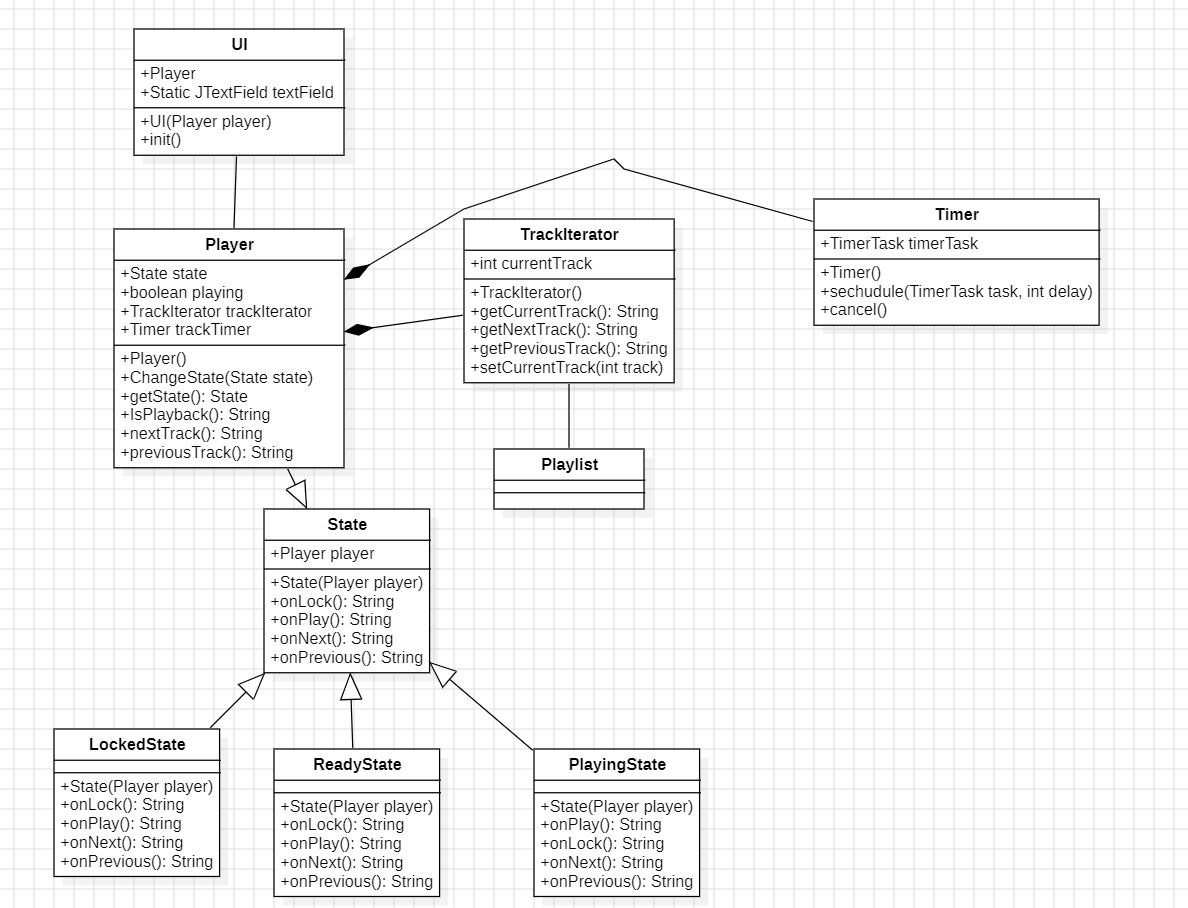 UI
+Player
+Static JTextField textField
+UI(Player player)
+init()
Player
+State state
+boolean playing
+TrackIterator trackIterator
+Timer trackTimer
+Player()
+ChangeState(State state)
+getState(): State
+IsPlayback(): String
+nextTrack(): String
+previousTrack(): String
TrackIterator
+int currentTrack
+TrackIterator()
+getCurrentTrack(): String
+getNextTrack(): String
+getPreviousTrack(): String
+setCurrentTrack(int track)
Timer
+TimerTask timerTask
+Timer()
+sechudule(TimerTask task, int delay)
+cancel()
Playlist
State
+Player player
+State(Player player)
+onLock(): String
+onPlay(): String
+onNext(): String
+onPrevious(): String
LockedState
+State(Player player)
+onLock(): String
+onPlay(): String
+onNext(): String
+onPrevious(): String
ReadyState
+State(Player player)
+onLock(): String
+onPlay(): String
+onNext(): String
+onPrevious(): String
PlayingState
+State(Player player)
+onPlay(): String
+onLock(): String
+onNext(): String
+onPrevious(): String